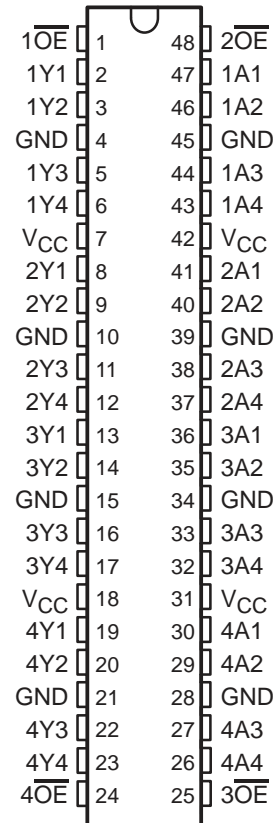 1O̅E̅ 1 48 2O̅E̅
1Y1 2 47 1A1
1Y2 3 46 1A2
GND 4 45 GND
1Y3 5 44 1A3
1Y4 6 43 1A4
VCC 7 42 VCC
2Y1 8 41 2A1
2Y2 9 40 2A2
GND 10 39 GND
2Y3 11 38 2A3
2Y4 12 37 2A4
3Y1 13 36 3A1
3Y2 14 35 3A2
GND 15 34 GND
3Y3 16 33 3A3
3Y4 17 32 3A4
VCC 18 31 VCC
4Y1 19 30 4A1
4Y2 20 29 4A2
GND 21 28 GND
4Y3 22 27 4A3
4Y4 23 26 4A4
4O̅E̅ 24 25 3O̅E̅